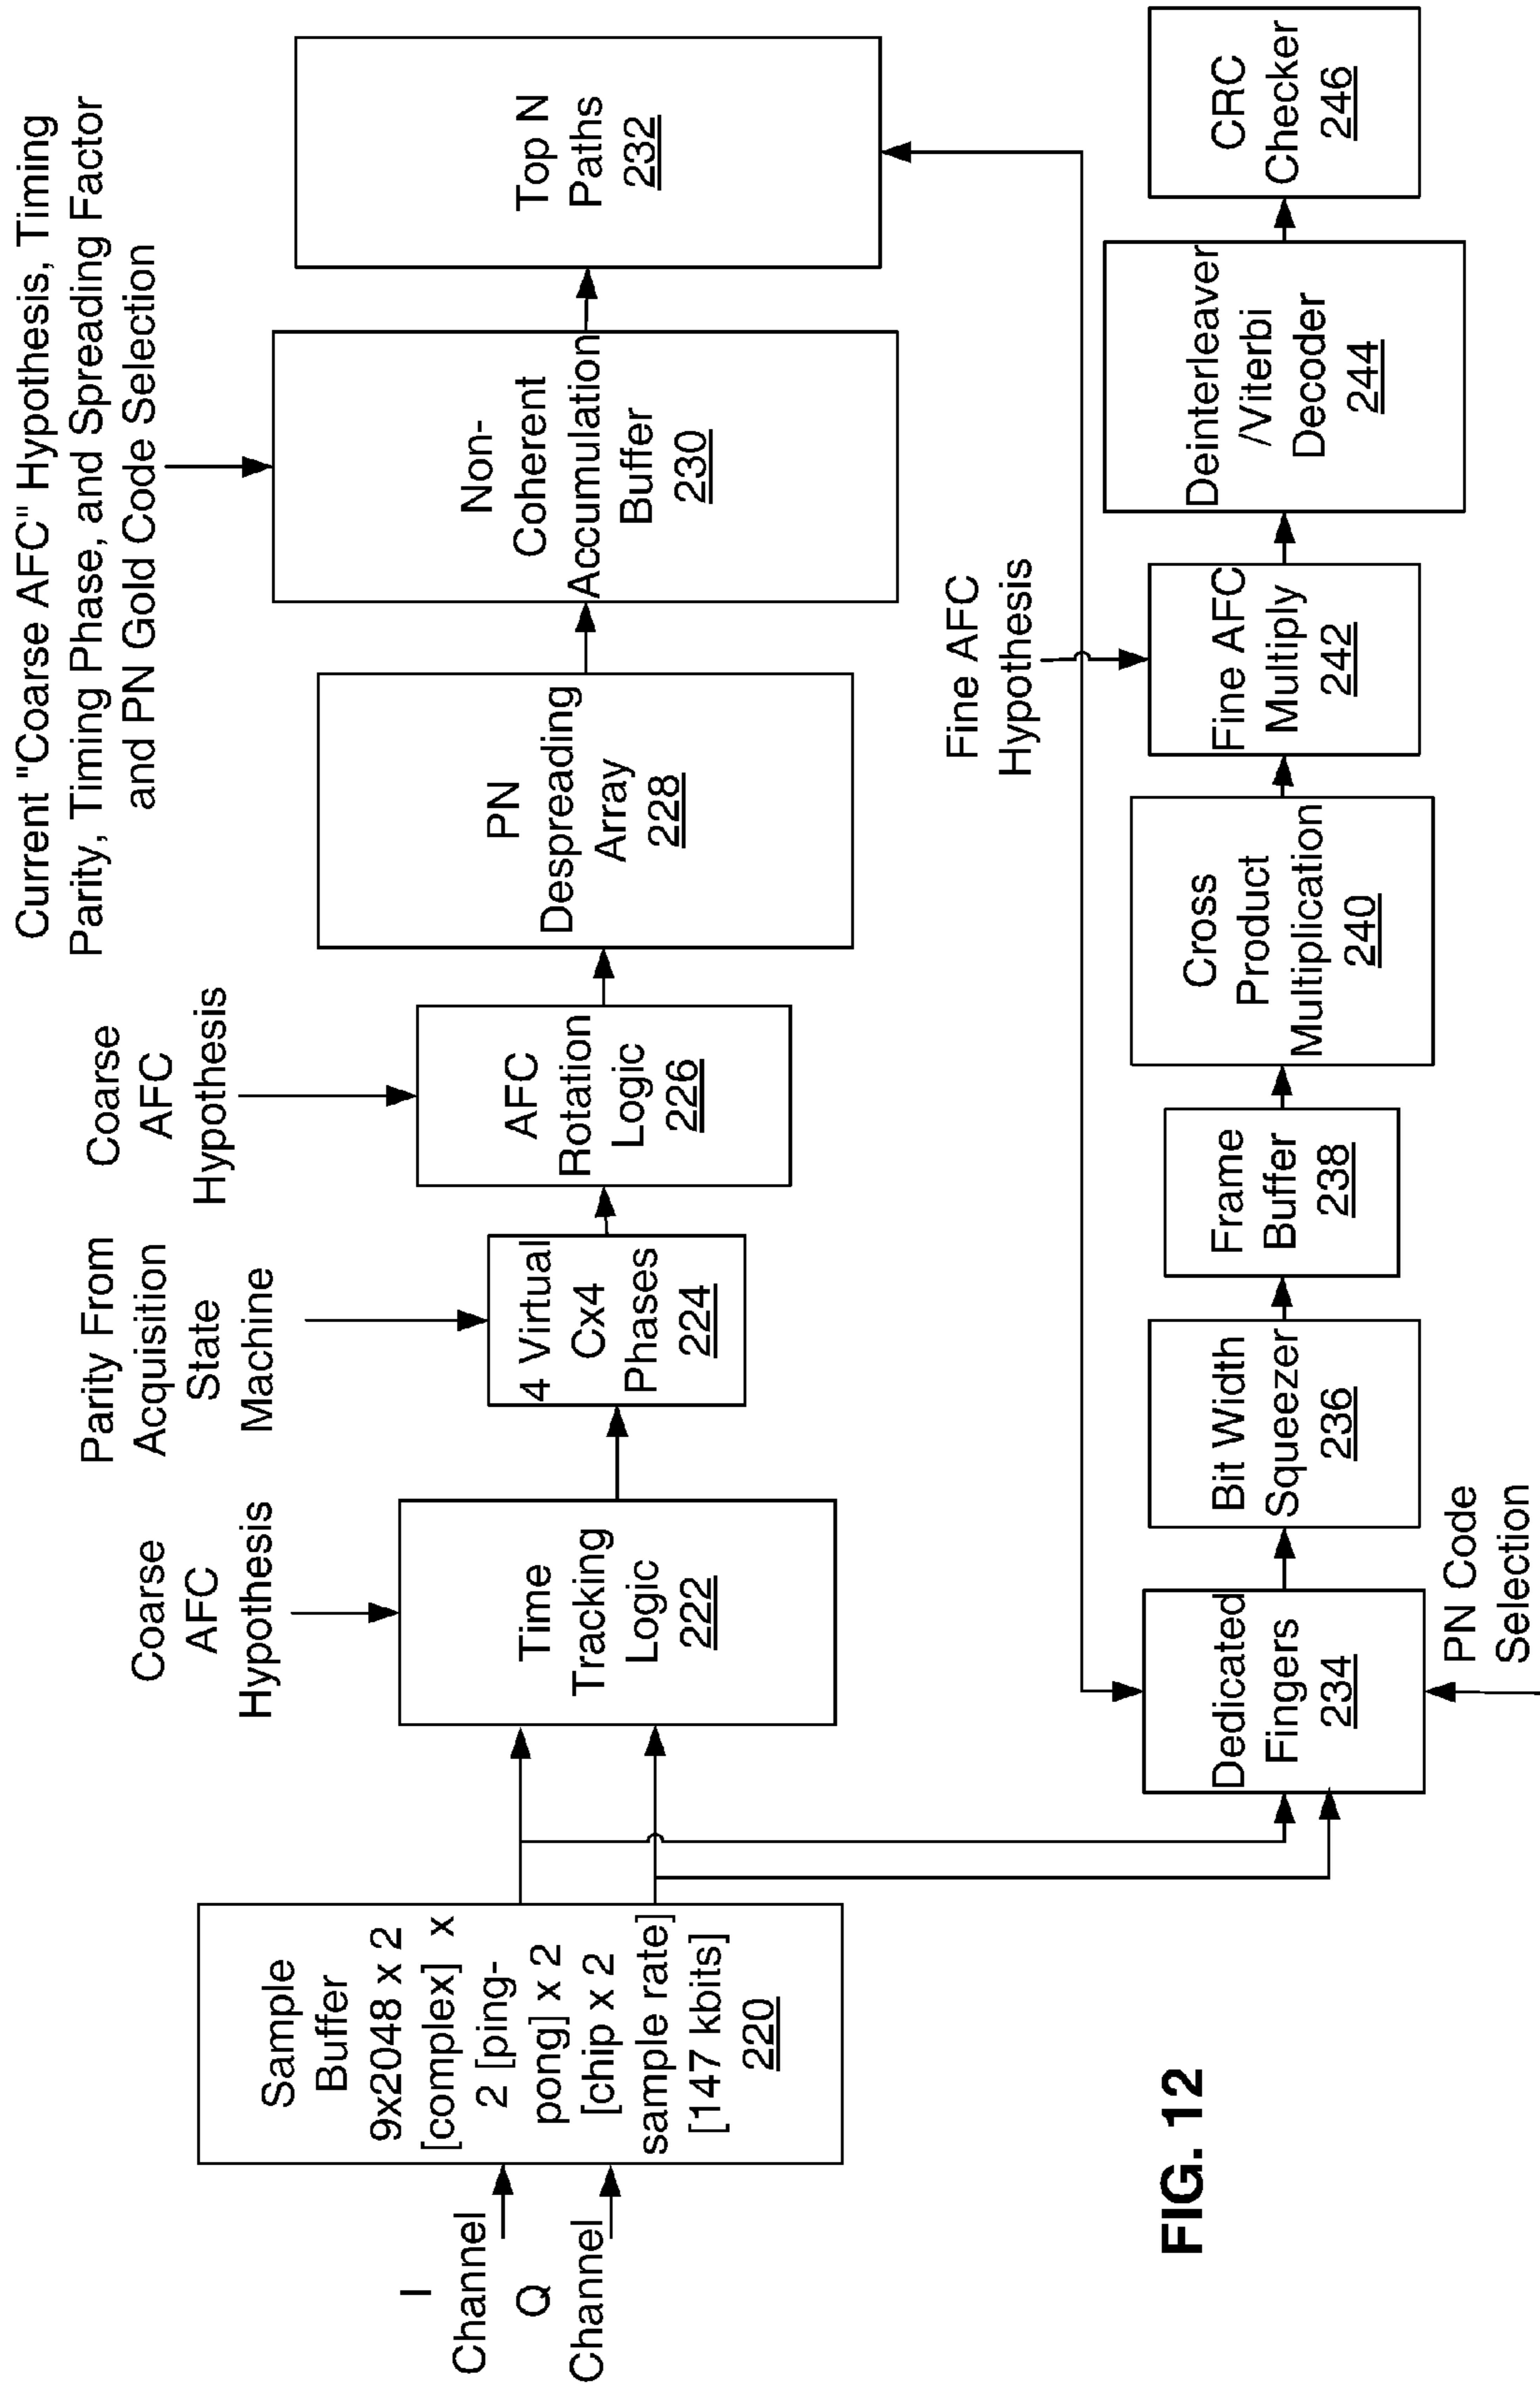 Current "Coarse AFC" Hypothesis, Timing
Parity, Timing Phase, and Spreading Factor
and PN Gold Code Selection
Coarse
AFC
Hypothesis
Parity From
Acquisition
State
Machine
Coarse
AFC
Hypothesis
I
Channel
Q
Channel
Sample
Buffer
9x2048 x 2
[complex] x
2 [ping-
pong] x 2
[chip x 2
sample rate]
[147 kbits]
220
Time
Tracking
Logic
222
4 Virtual
Cx4
Phases
224
AFC
Rotation
Logic
226
PN
Despreading
Array
228
Non-
Coherent
Accumulation
Buffer
230
Top N
Paths
232
Fine AFC
Hypothesis
Dedicated
Fingers
234
PN Code
Selection
Bit Width
Squeezer
236
Frame
Buffer
238
Cross
Product
Multiplication
240
Fine AFC
Multiply
242
Deinterleaver
/Viterbi
Decoder
244
CRC
Checker
246
FIG. 12